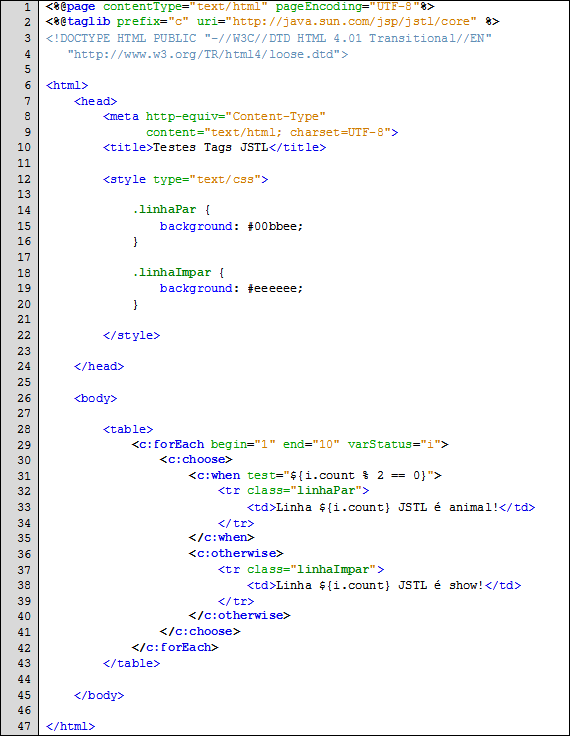 1 <%@page contentType="text/html" pageEncoding="UTF-8"%>
2 <%@taglib prefix="c" uri="http://java.sun.com/jsp/jstl/core" %>
3 <!DOCTYPE HTML PUBLIC "-//W3C//DTD HTML 4.01 Transitional//EN"
4    "http://www.w3.org/TR/html4/loose.dtd">
5
6 <html>
7     <head>
8         <meta http-equiv="Content-Type"
9               content="text/html; charset=UTF-8">
10         <title>Testes Tags JSTL</title>
11
12         <style type="text/css">
13
14             .linhaPar {
15                 background: #00bbee;
16             }
17
18             .linhaImpar {
19                 background: #eeeeee;
20             }
21
22         </style>
23
24     </head>
25
26     <body>
27
28         <table>
29             <c:forEach begin="1" end="10" varStatus="i">
30                 <c:choose>
31                     <c:when test="${i.count % 2 == 0}">
32                         <tr class="linhaPar">
33                             <td>Linha ${i.count} JSTL é animal!</td>
34                         </tr>
35                     </c:when>
36                     <c:otherwise>
37                         <tr class="linhaImpar">
38                             <td>Linha ${i.count} JSTL é show!</td>
39                         </tr>
40                     </c:otherwise>
41                 </c:choose>
42             </c:forEach>
43         </table>
44
45     </body>
46
47 </html>